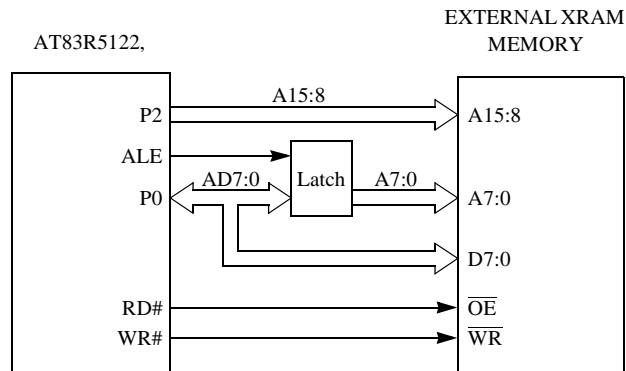 AT83R5122,
EXTERNAL XRAM
MEMORY
P2
A15:8
A15:8
ALE
P0
AD7:0
Latch
A7:0
A7:0
D7:0
RD#
OE
WR#
WR